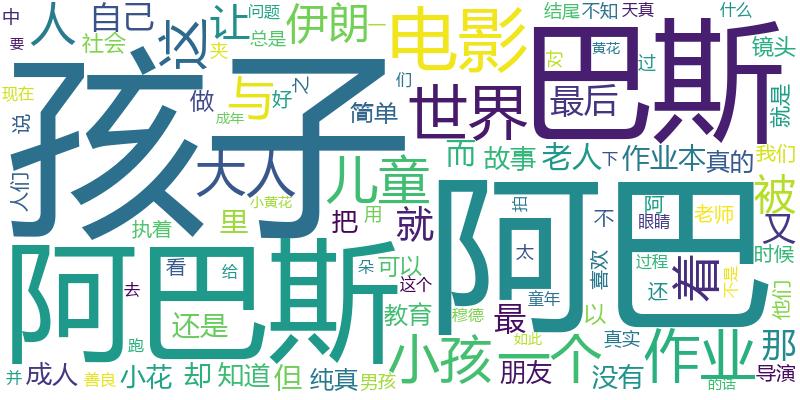 中
要
人
自己
社会
问题
总是
夹
这
让
伊朗
一
电影
结尾
不知
天真
什么
黄花
对
过
镜头
就是
巴斯
孩子
现在
说
做
成年
与
好
之
们
简单
世界
最后
大人
儿童
而
故事
老人
下
作业本
真的
我们
人们
执着
里
小黄花
把
用
就
拍
不
阿
眼睛
老师
被
又
阿巴斯
看
给
朵
可以
这个
太
阿巴
喜欢
过程
还
着
不是
时候
他们
去
还是
跑
教育
穆德
最
童年
以
如此
真实
并
成人
善良
小花
却
知道
但
纯真
男孩
小孩
一个
朋友
没有
作业
的话
那
导演